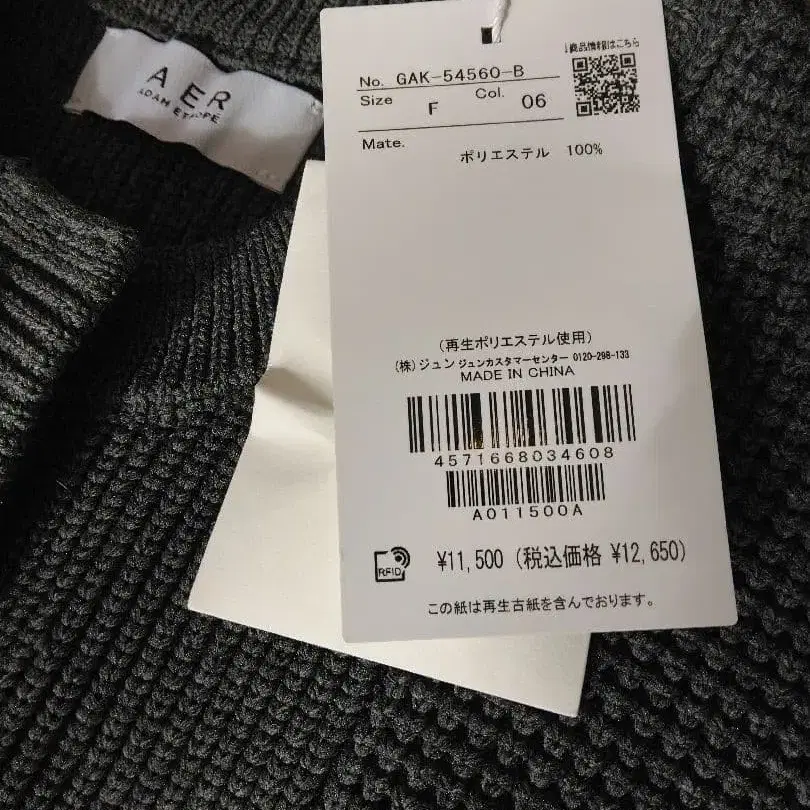 A ER
ADAM ET ROPÉ
↓商品情報はこちら
No. GAK-54560-B
Size F Col. 06
Mate.
ポリエステル 100%
(再生ポリエステル使用)
(株)ジュン ジュンカスタマーセンター 0120-298-133
MADE IN CHINA
4571668034608
A011500A
RFID ¥11,500 (税込価格 ¥12,650)
この紙は再生古紙を含んでおります。